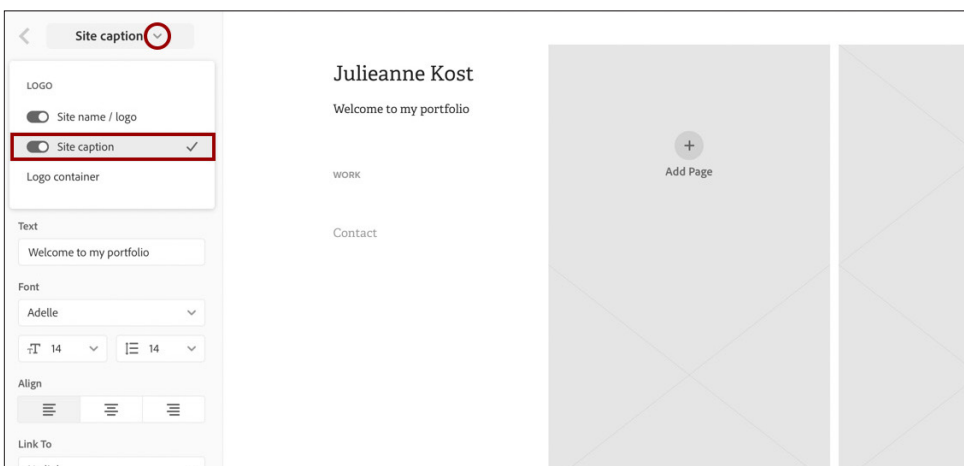 Site caption
LOGO
Site name / logo
Site caption
Logo container
Text
Welcome to my portfolio
Font
Adelle
14
14
Align
Link To
Julieanne Kost
Welcome to my portfolio
WORK
Contact
+
Add Page